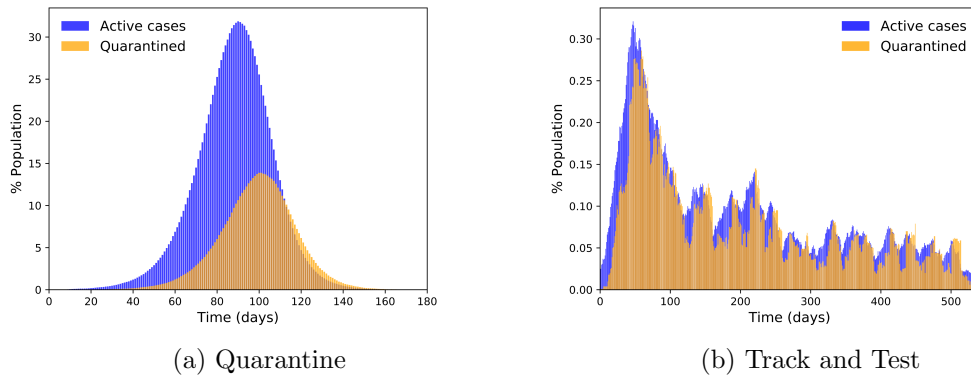 Active cases
Quarantined
% Population
30
25
20
15
10
5
0
0 20 40 60 80 100 120 140 160 180
Time (days)
(a) Quarantine
Active cases
Quarantined
% Population
0.30
0.25
0.20
0.15
0.10
0.05
0.00
0 100 200 300 400 500
Time (days)
(b) Track and Test